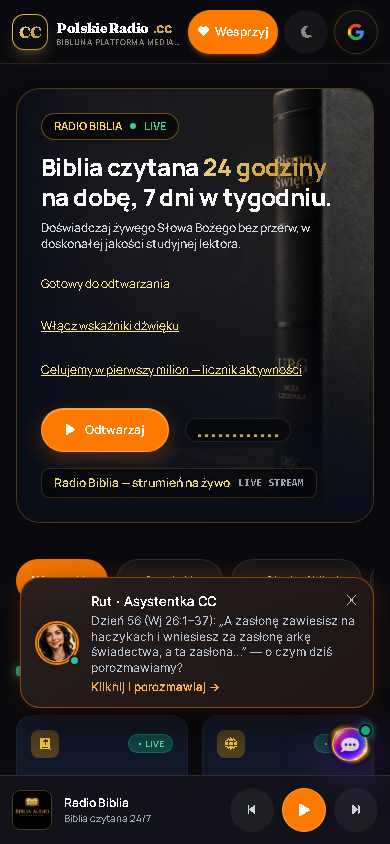 CC PolskieRadio .cc
BIBLIJNA PLATFORMA MEDIA...
Wesprzyj
RADIO BIBLIA • LIVE
Biblia czytana 24 godziny
na dobę, 7 dni w tygodniu.
Doświadczaj żywego Słowa Bożego bez przerw, w
doskonałej jakości studyjnej lektora.
Gotowy do odtwarzania
Włącz wskaźniki dźwięku
Celujemy w pierwszy milion — licznik aktywności
Odtwarzaj
Radio Biblia — strumień na żywo LIVE STREAM
Pismo
Święte
Rut · Asystentka CC
Dzień 56 (Wj 26:1–37): „A zasłonę zawiesisz na
haczykach i wniesiesz za zasłonę arkę
świadectwa, a ta zasłona…” — o czym dziś
porozmawiamy?
Kliknij i porozmawiaj →
• LIVE
Radio Biblia
Biblia czytana 24/7
BIBLIA AUDIO